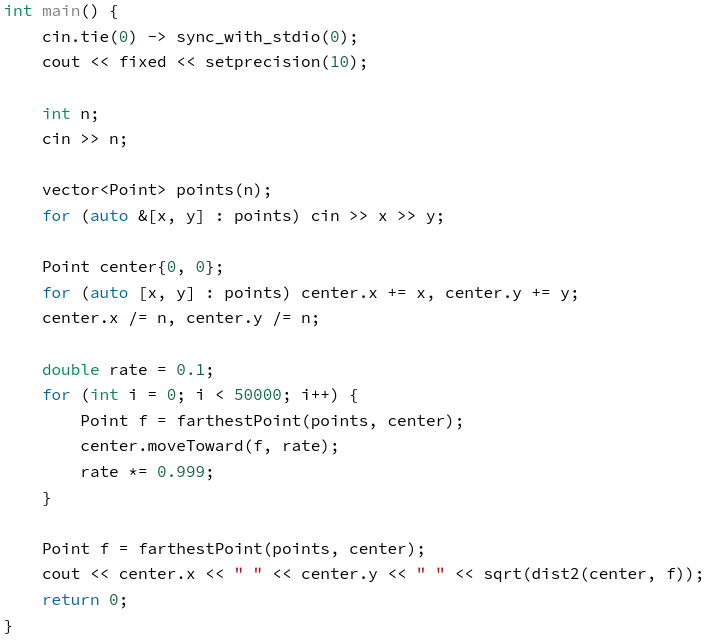 int main() {
    cin.tie(0) -> sync_with_stdio(0);
    cout << fixed << setprecision(10);

    int n;
    cin >> n;

    vector<Point> points(n);
    for (auto &[x, y] : points) cin >> x >> y;

    Point center{0, 0};
    for (auto [x, y] : points) center.x += x, center.y += y;
    center.x /= n, center.y /= n;

    double rate = 0.1;
    for (int i = 0; i < 50000; i++) {
        Point f = farthestPoint(points, center);
        center.moveToward(f, rate);
        rate *= 0.999;
    }

    Point f = farthestPoint(points, center);
    cout << center.x << " " << center.y << " " << sqrt(dist2(center, f));
    return 0;
}